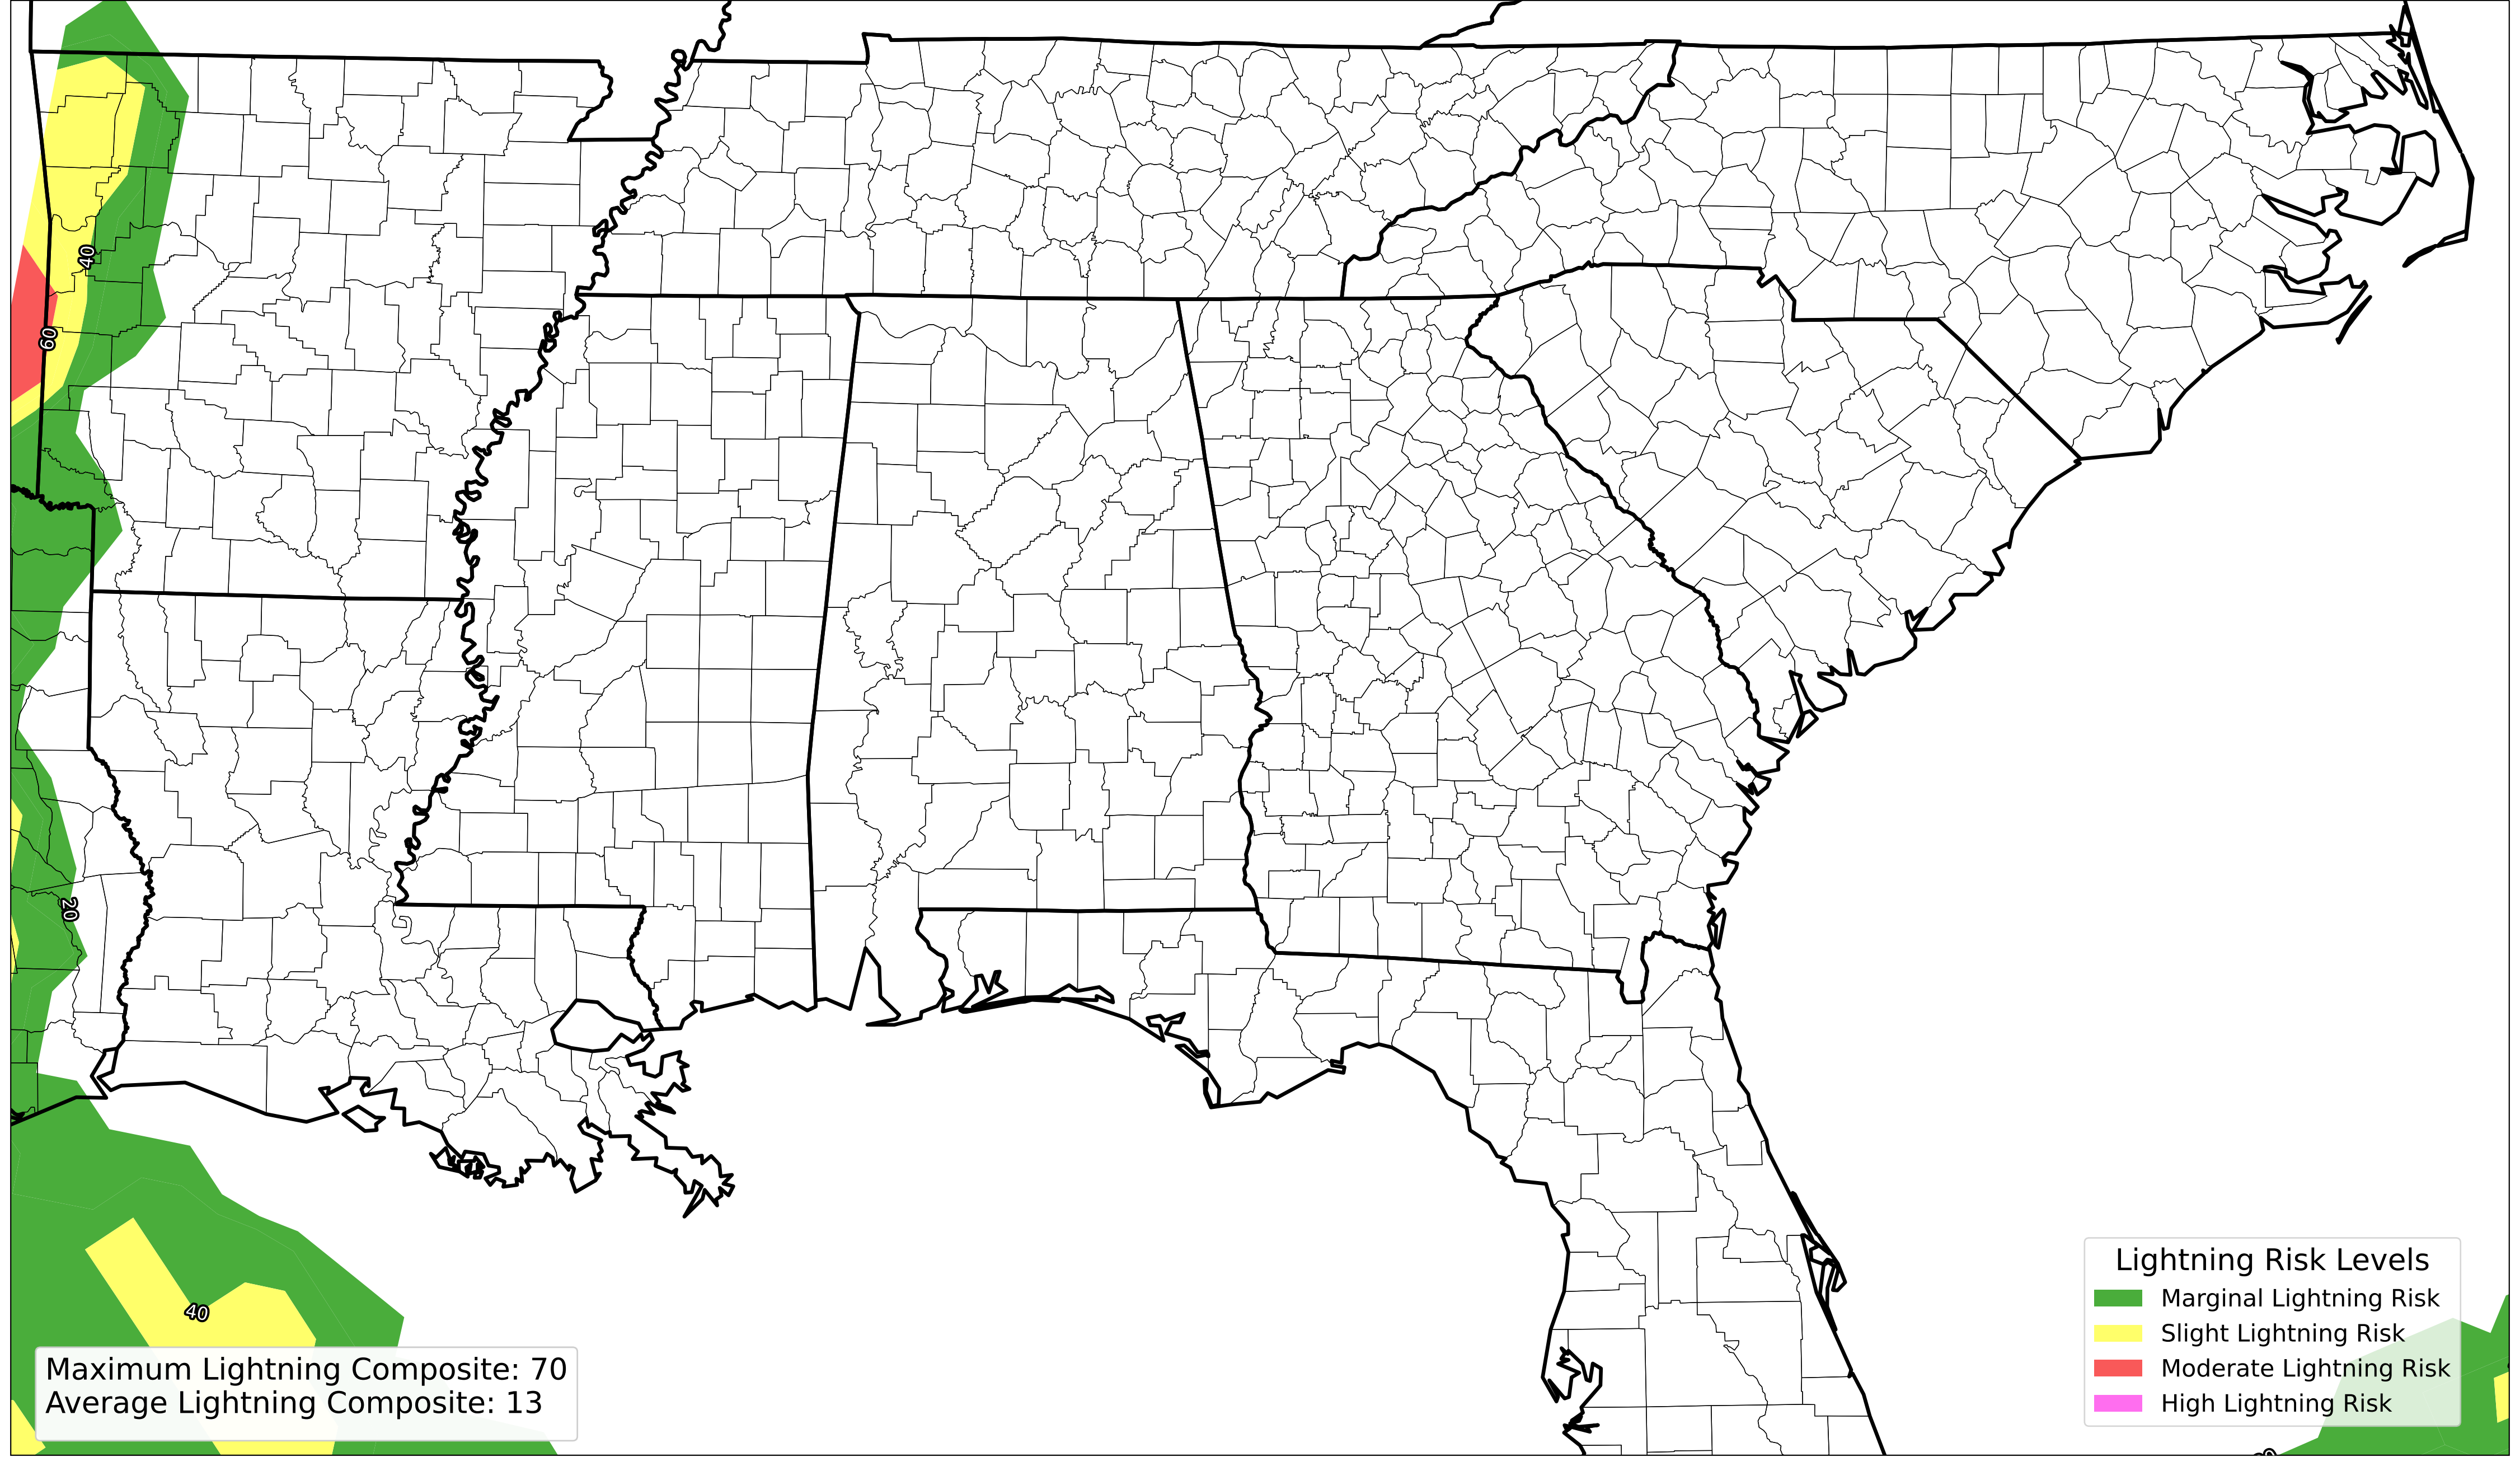 40
60
20
40
Maximum Lightning Composite: 70
Average Lightning Composite: 13
Lightning Risk Levels
Marginal Lightning Risk
Slight Lightning Risk
Moderate Lightning Risk
High Lightning Risk